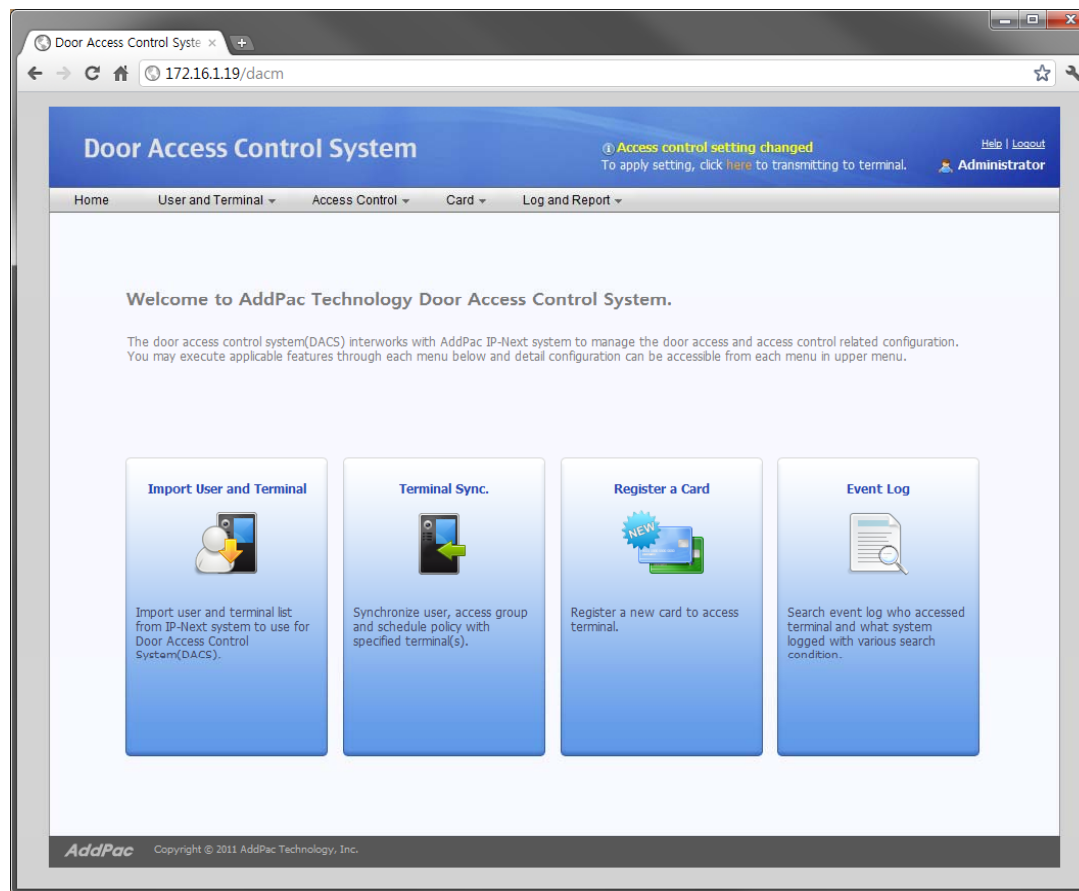 Door Access Control Syste
172.16.1.19/dacm
Door Access Control System
Access control setting changed
To apply setting, click here to transmitting to terminal.
Help | Logout
Administrator
Home User and Terminal Access Control Card Log and Report
Welcome to AddPac Technology Door Access Control System.
The door access control system(DACS) interworks with AddPac IP-Next system to manage the door access and access control related configuration.
You may execute applicable features through each menu below and detail configuration can be accessible from each menu in upper menu.
Import User and Terminal
Import user and terminal list
from IP-Next system to use for
Door Access Control
System(DACS).
Terminal Sync.
Synchronize user, access group
and schedule policy with
specified terminal(s).
Register a Card
NEW
Register a new card to access
terminal.
Event Log
Search event log who accessed
terminal and what system
logged with various search
condition.
AddPac Copyright © 2011 AddPac Technology, Inc.